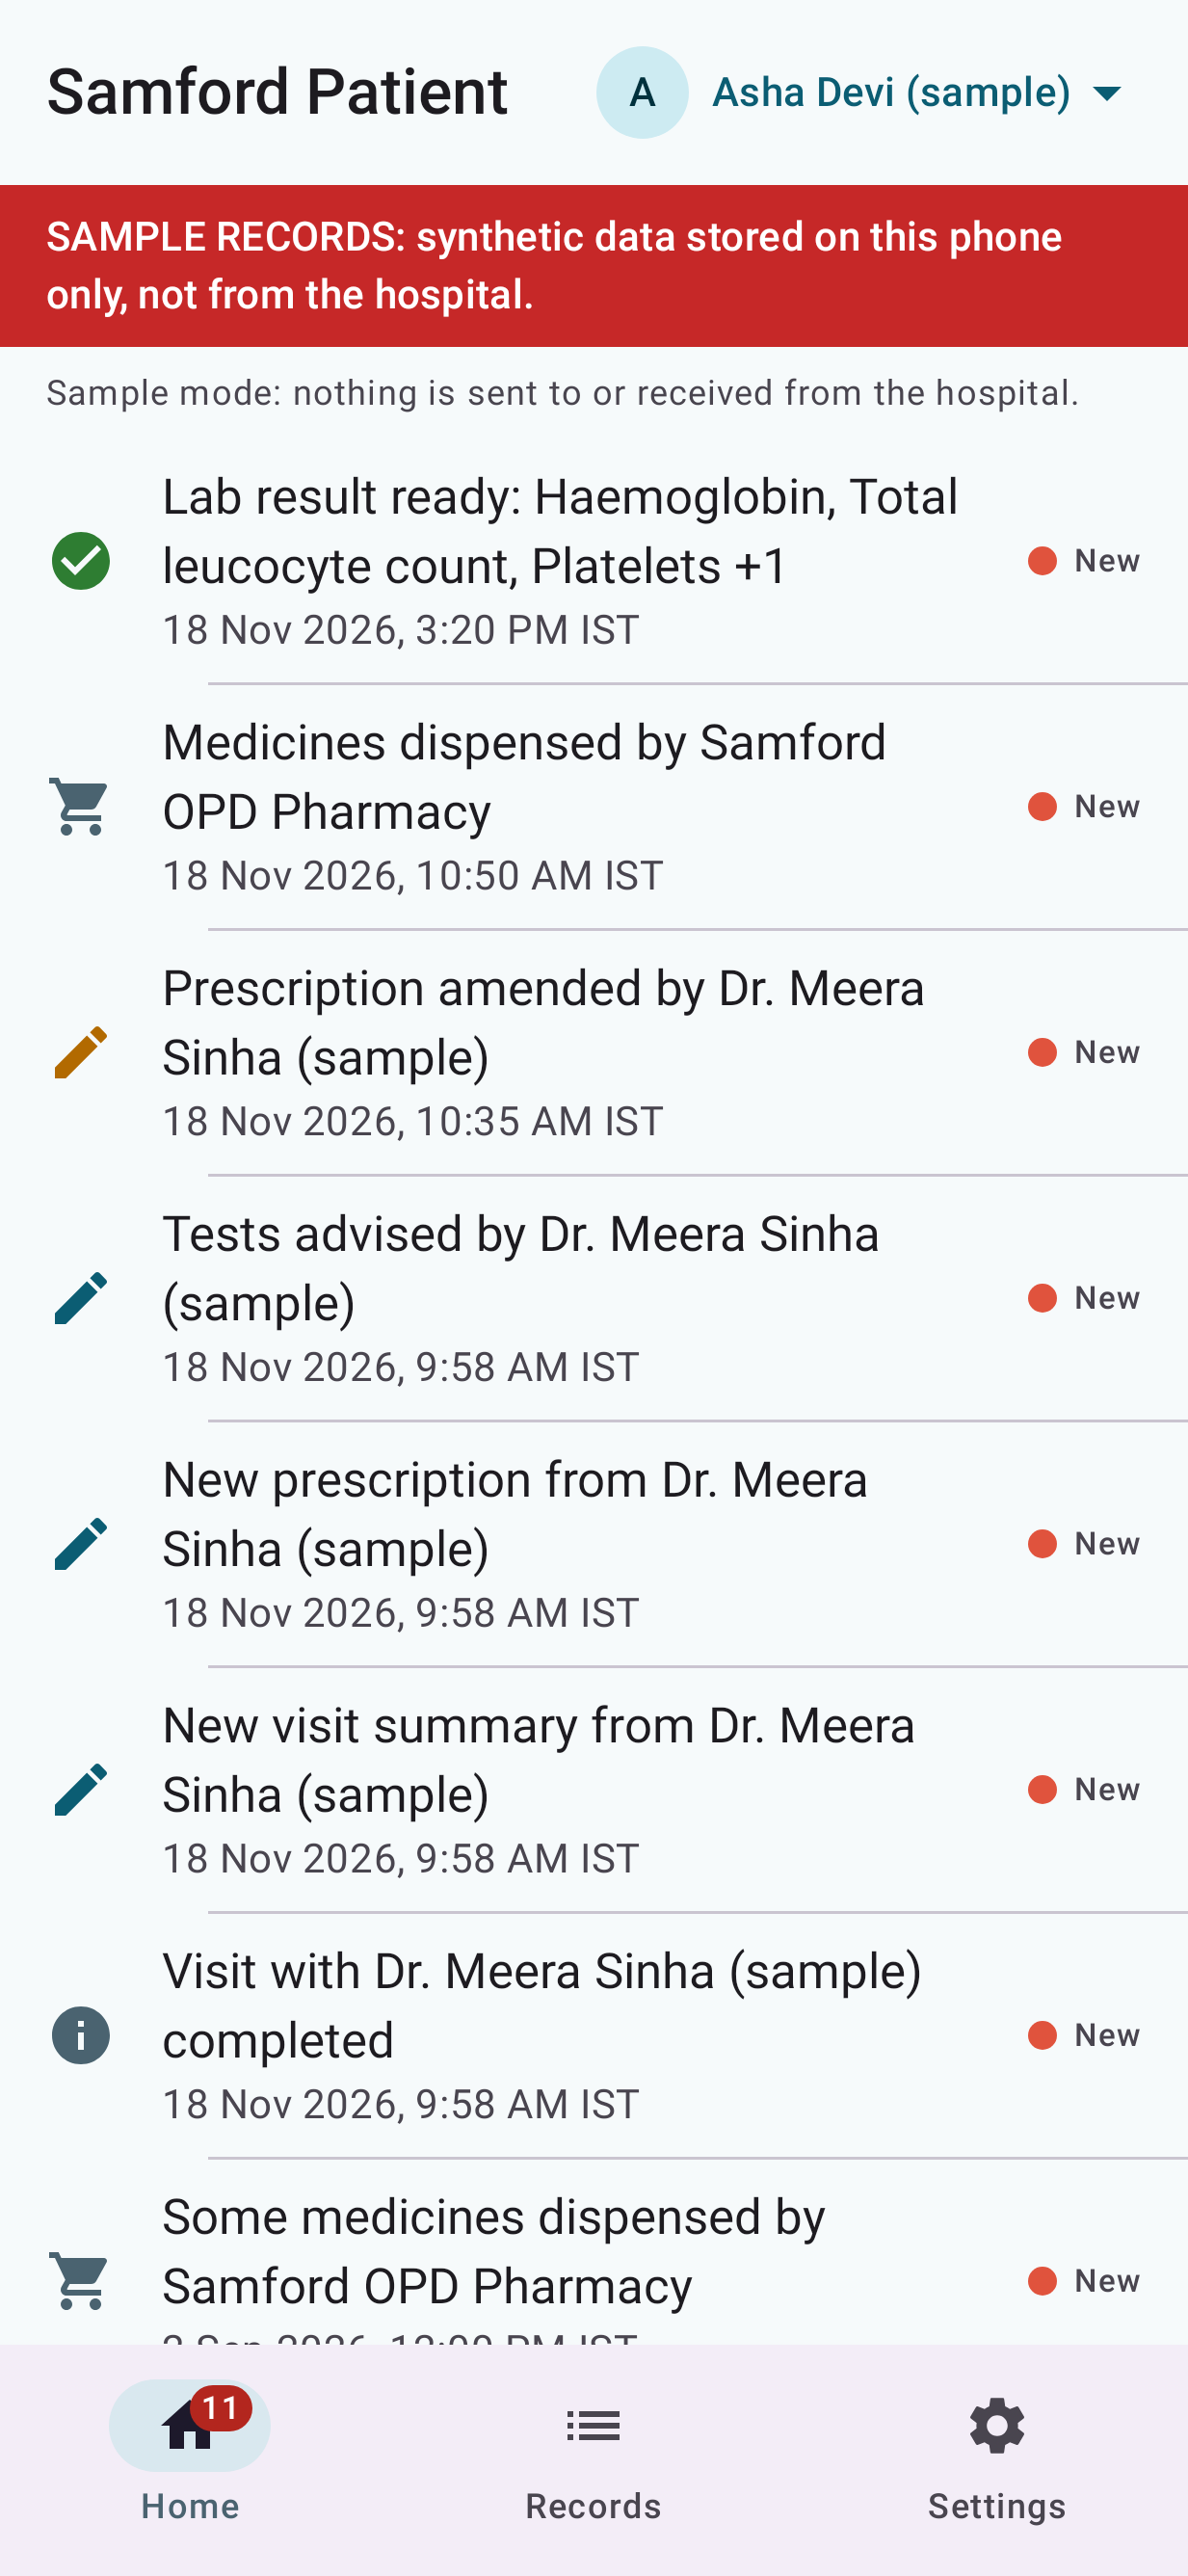 Samford Patient
A
Asha Devi (sample)
SAMPLE RECORDS: synthetic data stored on this phone
only, not from the hospital.
Sample mode: nothing is sent to or received from the hospital.
Lab result ready: Haemoglobin, Total
leucocyte count, Platelets +1
18 Nov 2026, 3:20 PM IST
New
Medicines dispensed by Samford
OPD Pharmacy
18 Nov 2026, 10:50 AM IST
New
Prescription amended by Dr. Meera
Sinha (sample)
18 Nov 2026, 10:35 AM IST
New
Tests advised by Dr. Meera Sinha
(sample)
18 Nov 2026, 9:58 AM IST
New
New prescription from Dr. Meera
Sinha (sample)
18 Nov 2026, 9:58 AM IST
New
New visit summary from Dr. Meera
Sinha (sample)
18 Nov 2026, 9:58 AM IST
New
Visit with Dr. Meera Sinha (sample)
completed
18 Nov 2026, 9:58 AM IST
New
Some medicines dispensed by
Samford OPD Pharmacy
New
11
Home
Records
Settings